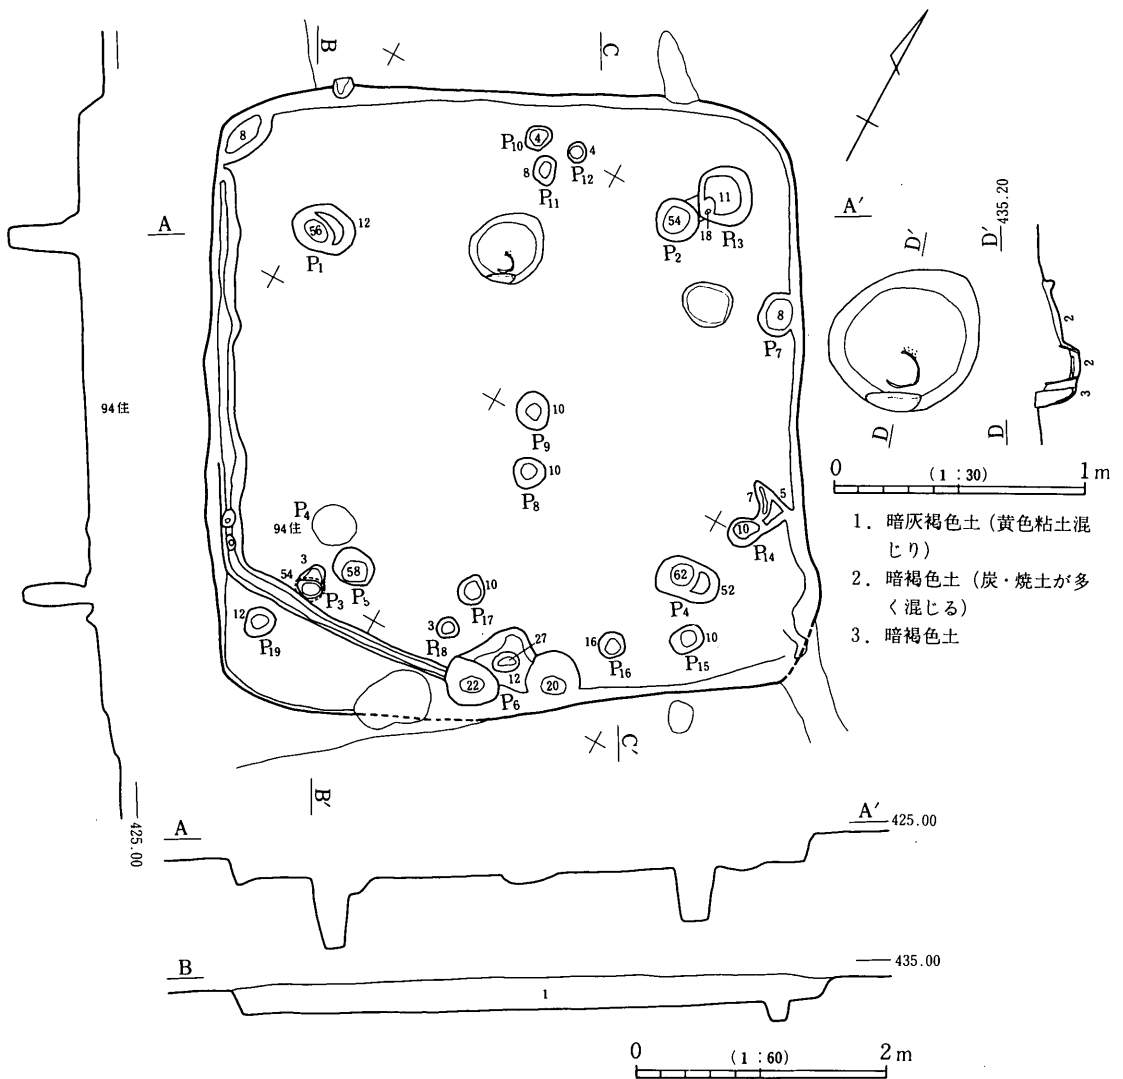 B
C
8
P10
4
4
P12
8
P11
A
56
12
P1
54
P2
11
18
P13
A'
D'
D'
435.20
8
P7
2
2
3
94住
10
P9
10
P8
D
D
0
(1:30)
1m
1. 暗灰褐色土 (黄色粘土混
じり)
2. 暗褐色土 (炭・焼土が多
く混じる)
3. 暗褐色土
P4
94住
3
54
P3
58
P5
7
5
10
P14
62
52
P4
10
P17
12
P19
3
P18
27
12
22
P6
20
16
P16
10
P15
C'
B'
425.00
A
A'
425.00
B
435.00
1
0
(1:60)
2m